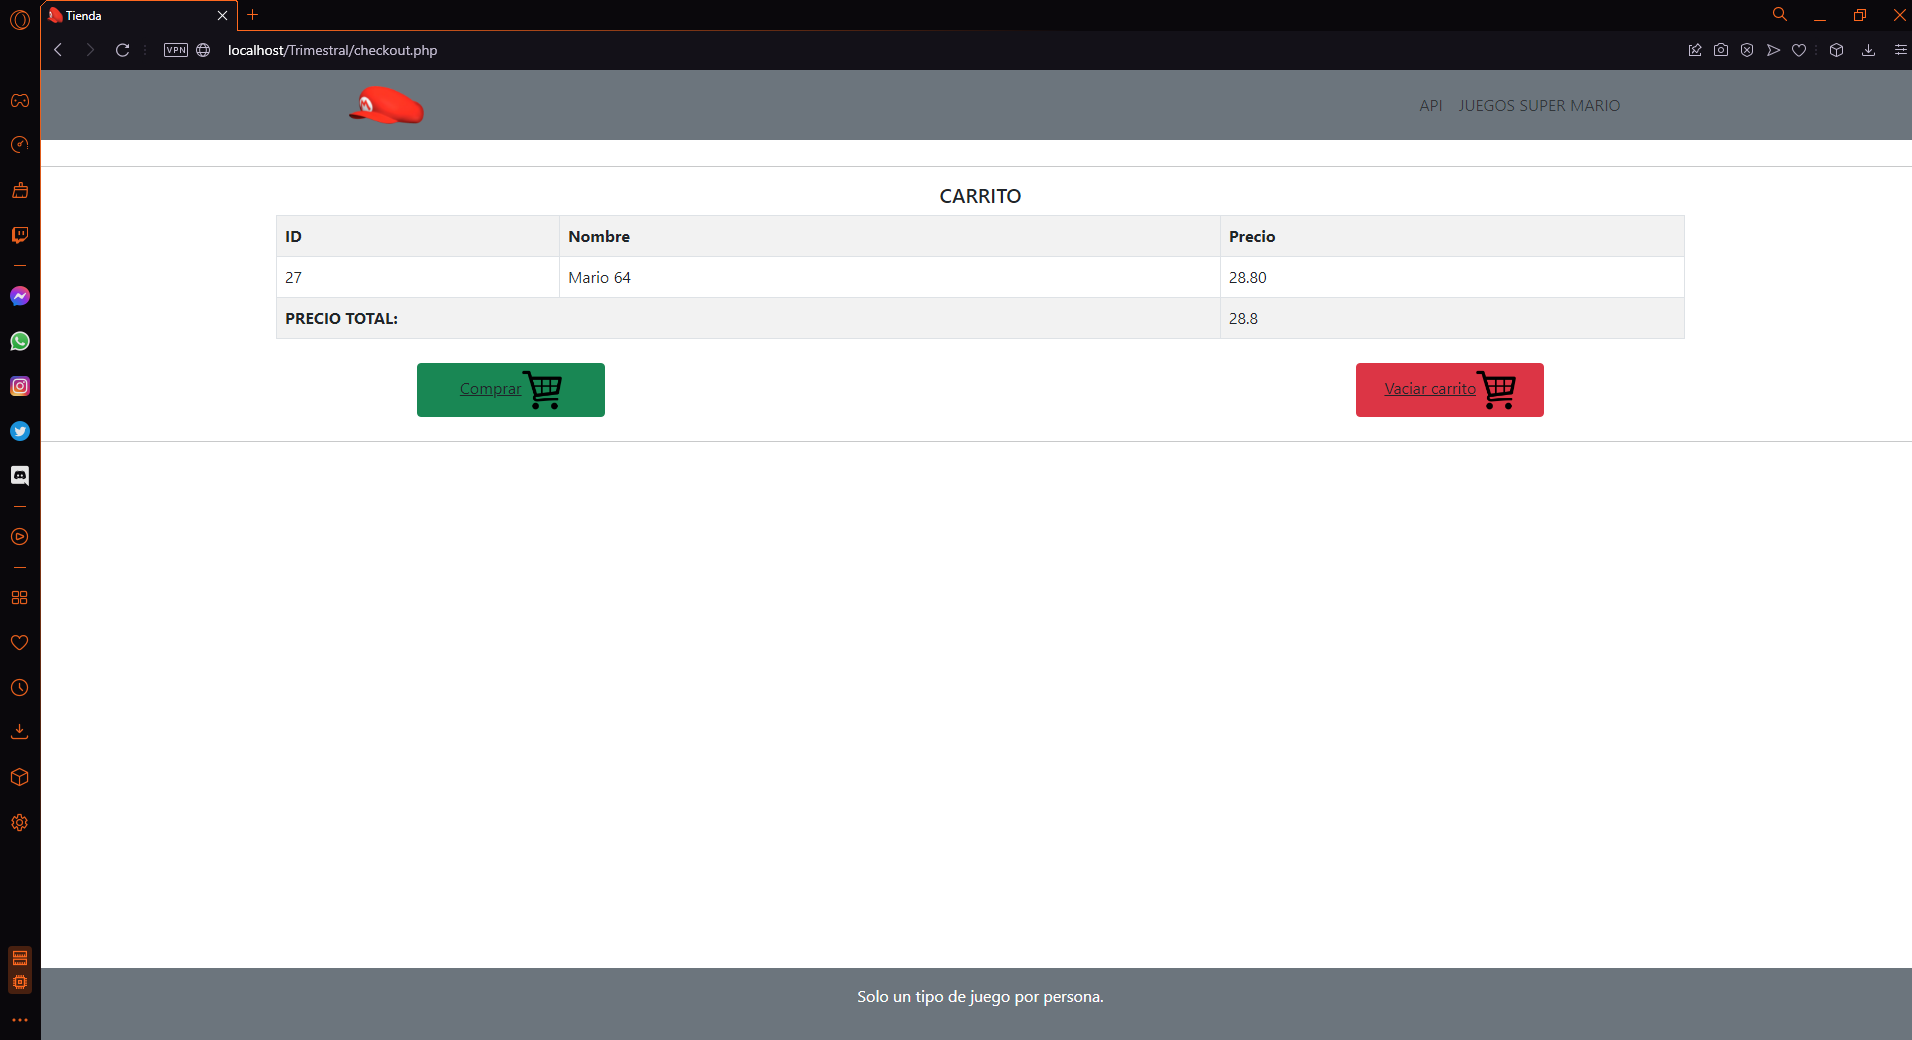 Tienda
VPN
localhost/Trimestral/checkout.php
M
API JUEGOS SUPER MARIO
CARRITO
ID Nombre Precio
27 Mario 64 28.80
PRECIO TOTAL: 28.8
Comprar Vaciar carrito
Solo un tipo de juego por persona.